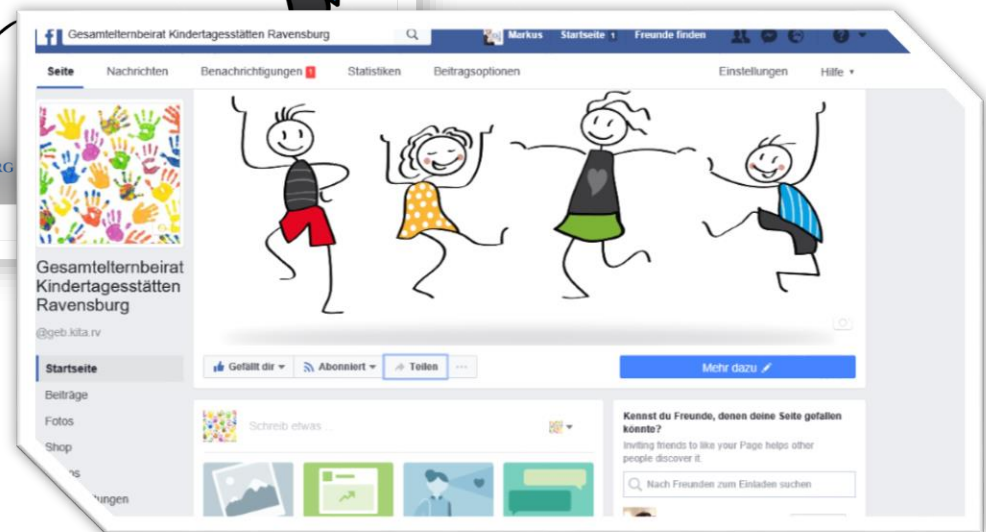 Gesamtelternbeirat Kindertagesstätten Ravensburg
Markus Startseite 1 Freunde finden
Seite Nachrichten Benachrichtigungen 1 Statistiken Beitragsoptionen Einstellungen Hilfe
RG
Gesamtelternbeirat
Kindertagesstätten
Ravensburg
@geb.kita.rv
Startseite
Beiträge
Fotos
Shop
Gefällt dir Abonniert Teilen ...
Mehr dazu
Schreib etwas ...
Kennst du Freunde, denen deine Seite gefallen
könnte?
Inviting friends to like your Page helps other
people discover it.
Nach Freunden zum Einladen suchen